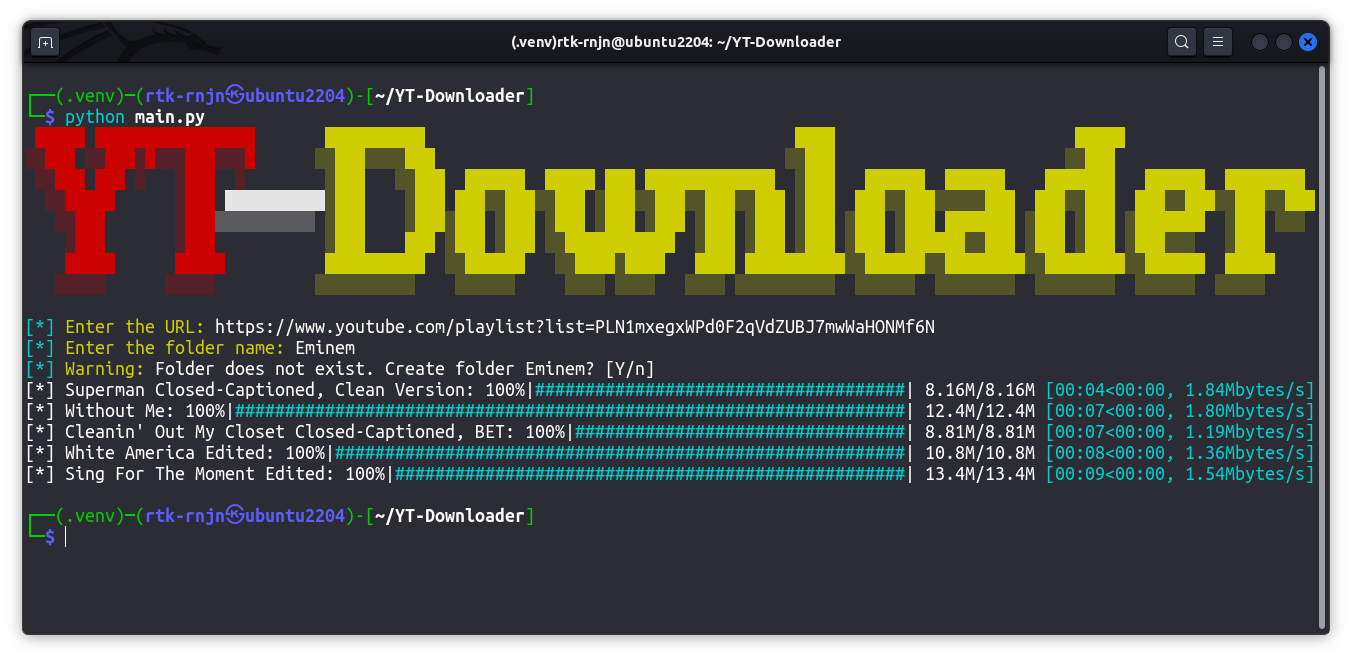 (.venv)rtk-rnjn@ubuntu2204: ~/YT-Downloader
┌──(.venv)─(rtk-rnjn㉿ubuntu2204)-[~/YT-Downloader]
└─$ python main.py
YT-Downloader
[*] Enter the URL: https://www.youtube.com/playlist?list=PLN1mxegxWPd0F2qVdZUBJ7mwWaHONMf6N
[*] Enter the folder name: Eminem
[*] Warning: Folder does not exist. Create folder Eminem? [Y/n]
[*] Superman Closed-Captioned, Clean Version: 100%|#####################################| 8.16M/8.16M [00:04<00:00, 1.84Mbytes/s]
[*] Without Me: 100%|###################################################################| 12.4M/12.4M [00:07<00:00, 1.80Mbytes/s]
[*] Cleanin' Out My Closet Closed-Captioned, BET: 100%|#################################| 8.81M/8.81M [00:07<00:00, 1.19Mbytes/s]
[*] White America Edited: 100%|#########################################################| 10.8M/10.8M [00:08<00:00, 1.36Mbytes/s]
[*] Sing For The Moment Edited: 100%|###################################################| 13.4M/13.4M [00:09<00:00, 1.54Mbytes/s]
┌──(.venv)─(rtk-rnjn㉿ubuntu2204)-[~/YT-Downloader]
└─$